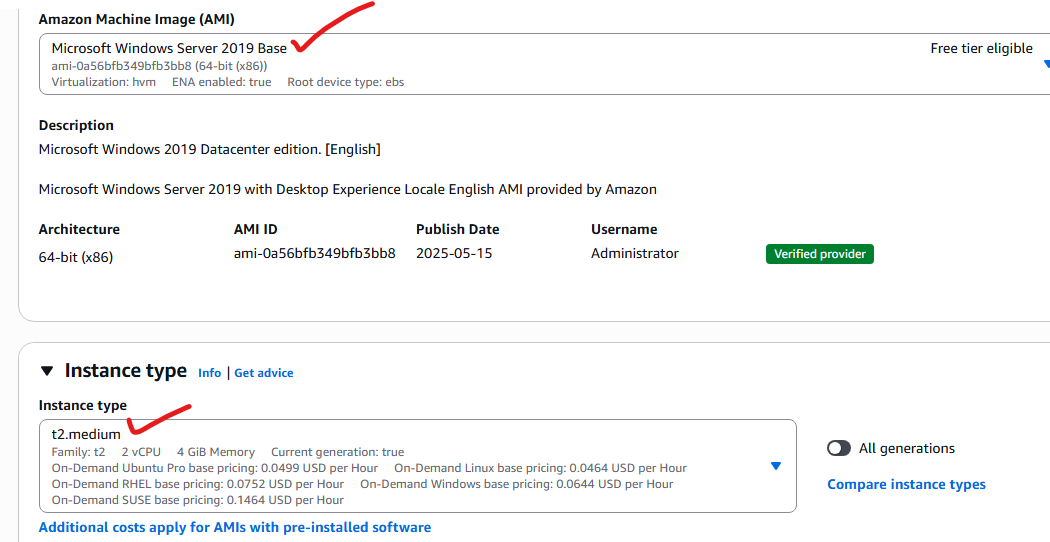 Amazon Machine Image (AMI)
Microsoft Windows Server 2019 Base
Free tier eligible
ami-0a56bfb349bfb3bb8 (64-bit (x86))
Virtualization: hvm ENA enabled: true Root device type: ebs
Description
Microsoft Windows 2019 Datacenter edition. [English]
Microsoft Windows Server 2019 with Desktop Experience Locale English AMI provided by Amazon
Architecture AMI ID Publish Date Username
64-bit (x86) ami-0a56bfb349bfb3bb8 2025-05-15 Administrator Verified provider
Instance type Info | Get advice
Instance type
t2.medium
Family: t2 2 vCPU 4 GiB Memory Current generation: true
On-Demand Ubuntu Pro base pricing: 0.0499 USD per Hour On-Demand Linux base pricing: 0.0464 USD per Hour
On-Demand RHEL base pricing: 0.0752 USD per Hour On-Demand Windows base pricing: 0.0644 USD per Hour
On-Demand SUSE base pricing: 0.1464 USD per Hour
All generations
Compare instance types
Additional costs apply for AMIs with pre-installed software